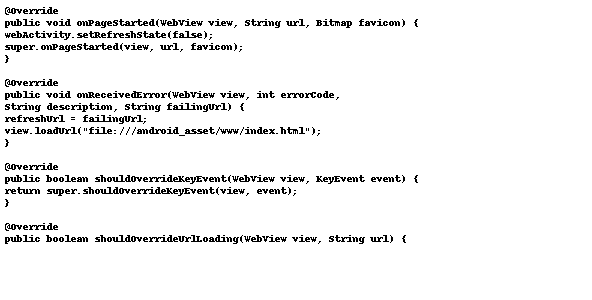 @Override
public void onPageStarted(WebView view, String url, Bitmap favicon) {
webActivity.setRefreshState(false);
super.onPageStarted(view, url, favicon);
}
@Override
public void onReceivedError(WebView view, int errorCode,
String description, String failingUrl) {
refreshUrl = failingUrl;
view.loadUrl("file:///android_asset/www/index.html");
}
@Override
public boolean shouldOverrideKeyEvent(WebView view, KeyEvent event) {
return super.shouldOverrideKeyEvent(view, event);
}
@Override
public boolean shouldOverrideUrlLoading(WebView view, String url) {